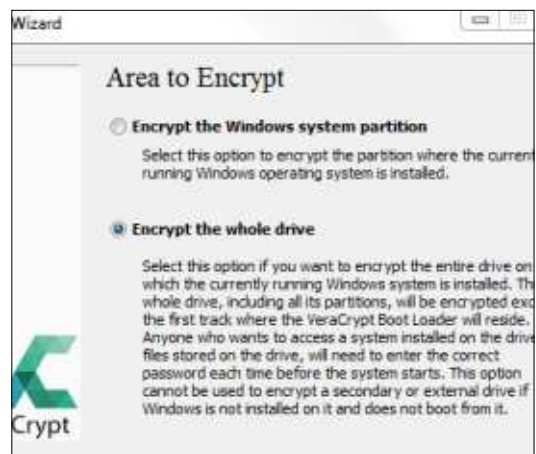 Wizard
Area to Encrypt
Encrypt the Windows system partition
Select this option to encrypt the partition where the current
running Windows operating system is installed.
Encrypt the whole drive
Select this option if you want to encrypt the entire drive on
which the currently running Windows system is installed. Th
whole drive, including all its partitions, will be encrypted exc
the first track where the VeraCrypt Boot Loader will reside.
Anyone who wants to access a system installed on the drive
files stored on the drive, will need to enter the correct
password each time before the system starts. This option
cannot be used to encrypt a secondary or external drive if
Windows is not installed on it and does not boot from it.
Crypt